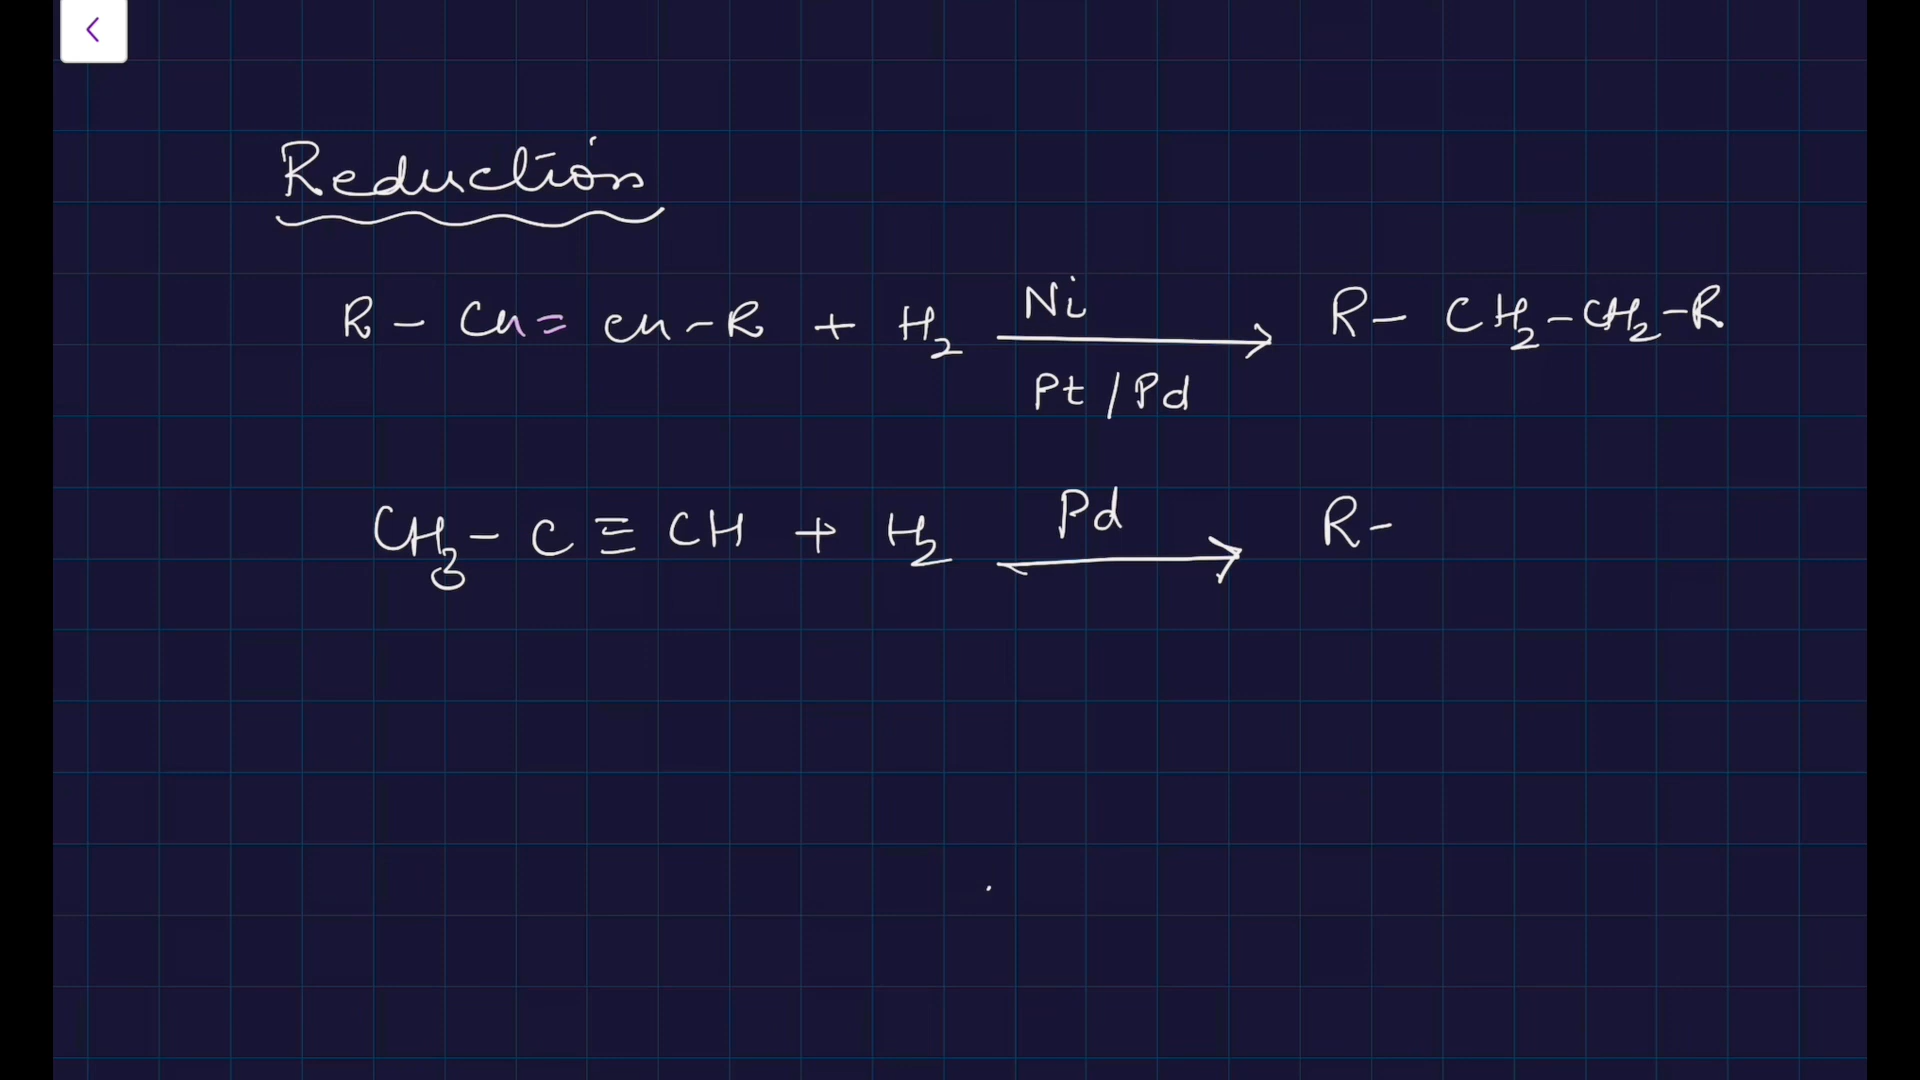 Reduction
R - CH = CH - R + H₂ Ni Pt / Pd → R - CH₂ - CH₂ - R
CH₃ - C ≡ CH + H₂ Pd → R -